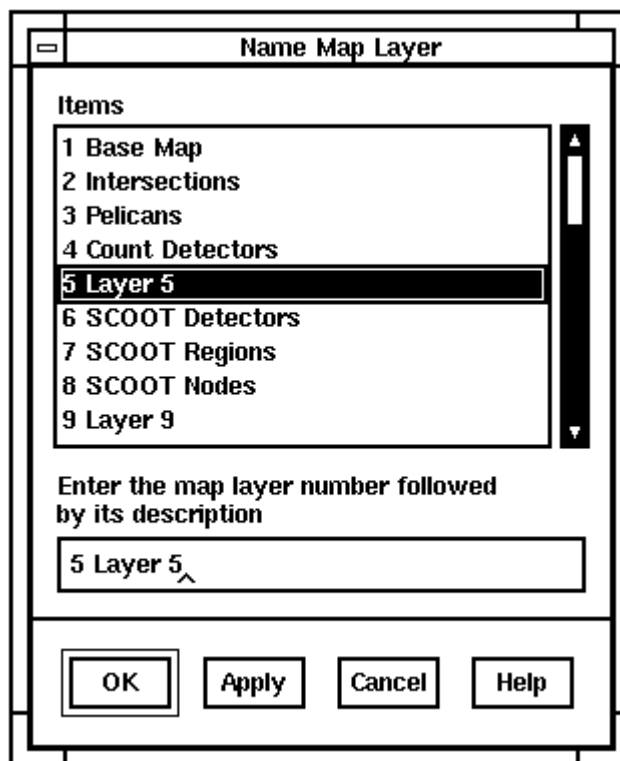 Name Map Layer
Items
1 Base Map
2 Intersections
3 Pelicans
4 Count Detectors
5 Layer 5
6 SCOOT Detectors
7 SCOOT Regions
8 SCOOT Nodes
9 Layer 9
Enter the map layer number followed
by its description
5 Layer 5
OK Apply Cancel Help